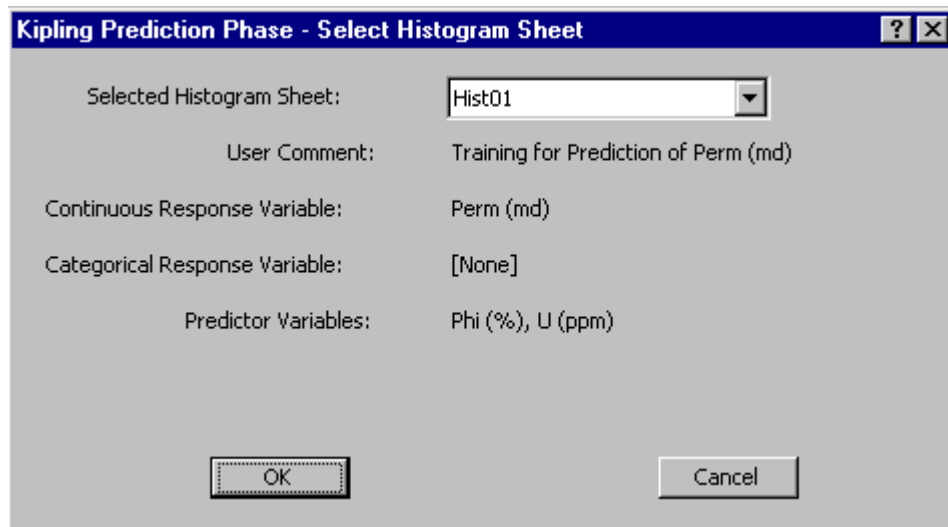 Kipling Prediction Phase - Select Histogram Sheet ? ×
Selected Histogram Sheet: Hist01
User Comment: Training for Prediction of Perm (md)
Continuous Response Variable: Perm (md)
Categorical Response Variable: [None]
Predictor Variables: Phi (%), U (ppm)
OK Cancel